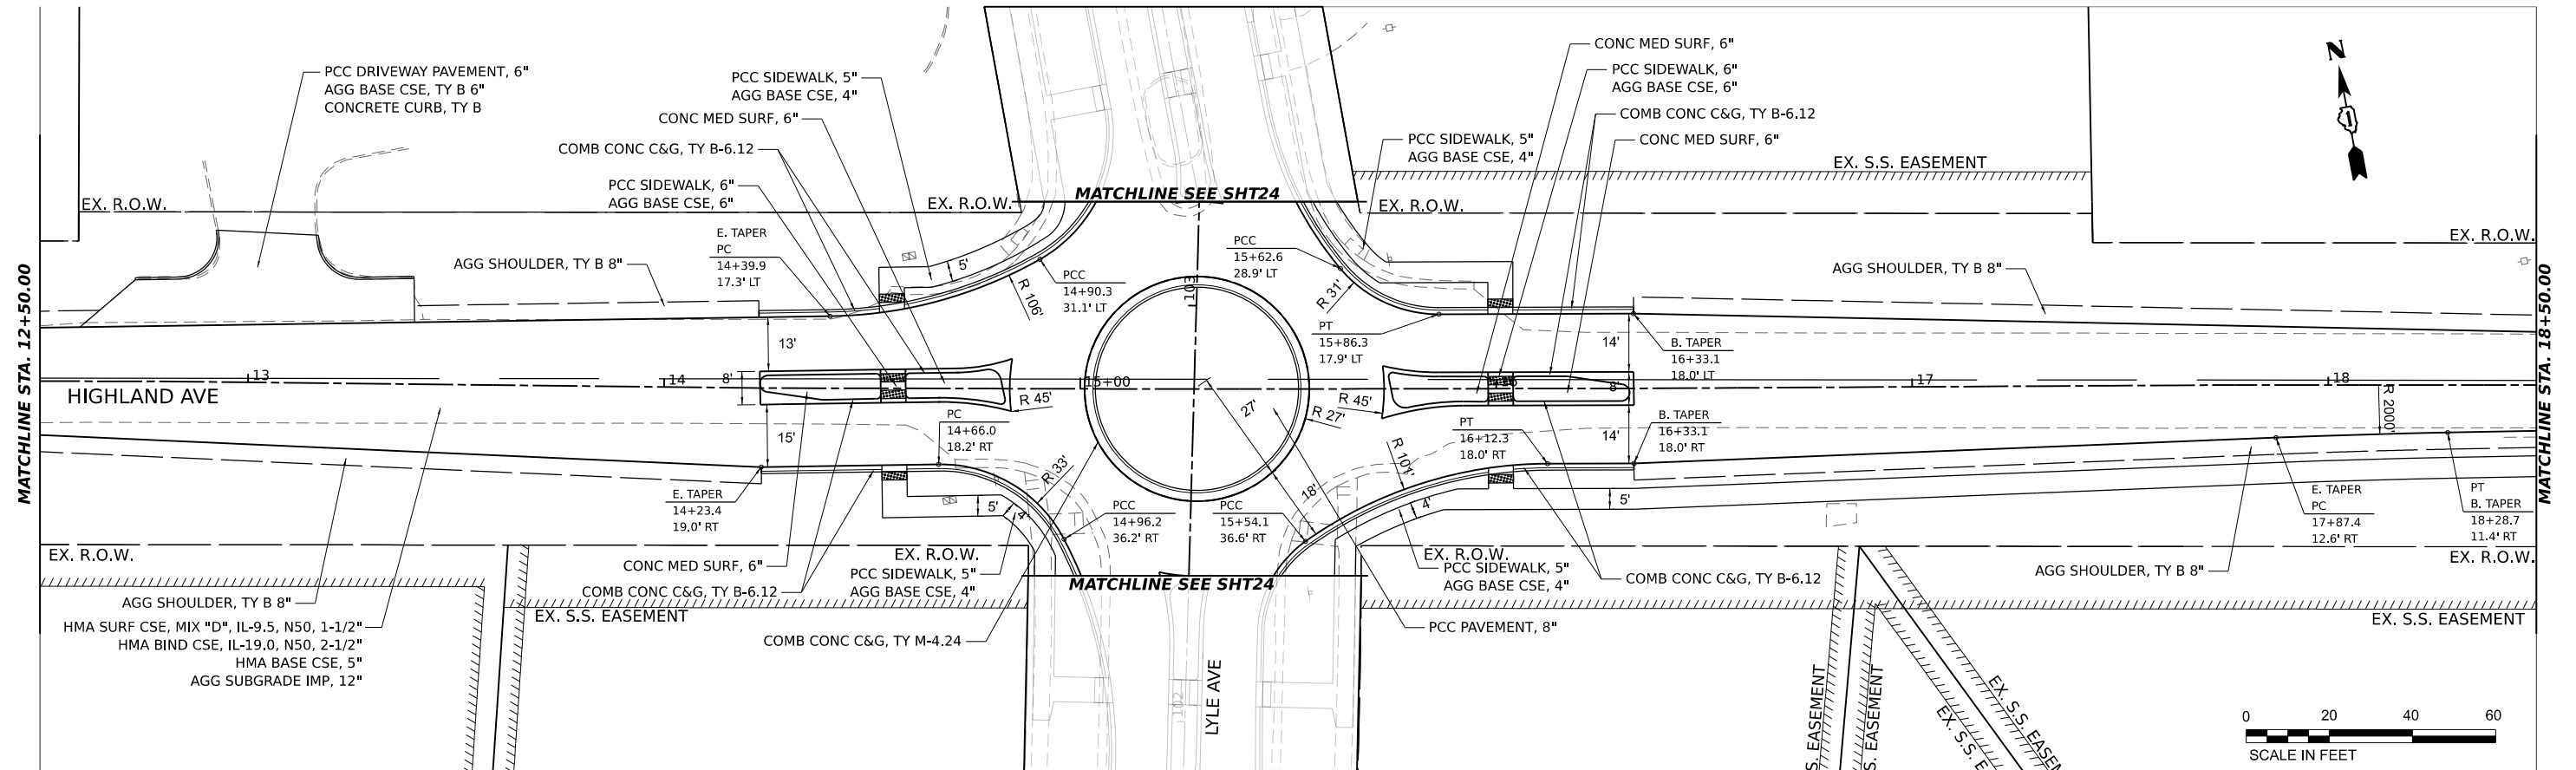 PCC DRIVEWAY PAVEMENT, 6"
AGG BASE CSE, TY B 6"
CONCRETE CURB, TY B
PCC SIDEWALK, 5"
AGG BASE CSE, 4"
CONC MED SURF, 6"
COMB CONC C&G, TY B-6.12
PCC SIDEWALK, 6"
AGG BASE CSE, 6"
CONC MED SURF, 6"
PCC SIDEWALK, 6"
AGG BASE CSE, 6"
COMB CONC C&G, TY B-6.12
CONC MED SURF, 6"
PCC SIDEWALK, 5"
AGG BASE CSE, 4"
EX. S.S. EASEMENT
N
1
MATCHLINE SEE SHT24
EX. R.O.W.
EX. R.O.W.
EX. R.O.W.
EX. R.O.W.
E. TAPER
PC
14+39.9
17.3' LT
AGG SHOULDER, TY B 8"
5'
R 106'
PCC
14+90.3
31.1' LT
PCC
15+62.6
28.9' LT
R 31'
103
PT
15+86.3
17.9' LT
AGG SHOULDER, TY B 8"
B. TAPER
16+33.1
18.0' LT
MATCHLINE STA. 12+50.00
MATCHLINE STA. 18+50.00
13'
14'
13
14
15+00
16
17
18
8'
8'
HIGHLAND AVE
R 45'
R 45'
27'
R 27'
R 2000'
15'
14'
PC
14+66.0
18.2' RT
PT
16+12.3
18.0' RT
B. TAPER
16+33.1
18.0' RT
R 33'
R 101'
18'
E. TAPER
14+23.4
19.0' RT
5'
4'
PCC
14+96.2
36.2' RT
PCC
15+54.1
36.6' RT
4'
5'
E. TAPER
PC
17+87.4
12.6' RT
PT
B. TAPER
18+28.7
11.4' RT
EX. R.O.W.
EX. R.O.W.
EX. R.O.W.
EX. R.O.W.
CONC MED SURF, 6"
COMB CONC C&G, TY B-6.12
PCC SIDEWALK, 5"
AGG BASE CSE, 4"
MATCHLINE SEE SHT24
PCC SIDEWALK, 5"
AGG BASE CSE, 4"
COMB CONC C&G, TY B-6.12
AGG SHOULDER, TY B 8"
AGG SHOULDER, TY B 8"
EX. S.S. EASEMENT
EX. S.S. EASEMENT
HMA SURF CSE, MIX "D", IL-9.5, N50, 1-1/2"
HMA BIND CSE, IL-19.0, N50, 2-1/2"
HMA BASE CSE, 5"
AGG SUBGRADE IMP, 12"
COMB CONC C&G, TY M-4.24
PCC PAVEMENT, 8"
LYLE AVE
102
S. EASEMENT
S. EASEMENT
EX. S.S. E
EX. S.S. EASEMEN
0 20 40 60
SCALE IN FEET